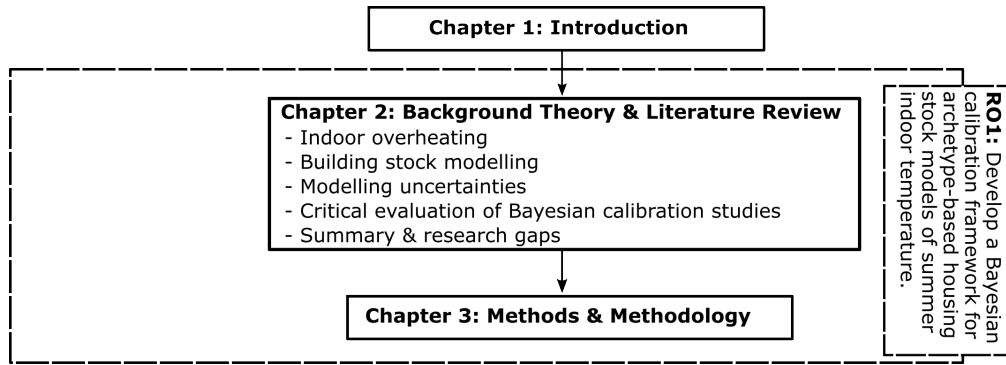 Chapter 1: Introduction
Chapter 2: Background Theory & Literature Review
- Indoor overheating
- Building stock modelling
- Modelling uncertainties
- Critical evaluation of Bayesian calibration studies
- Summary & research gaps
Chapter 3: Methods & Methodology
RO1: Develop a Bayesian
calibration framework for
archetype-based housing
stock models of summer
indoor temperature.